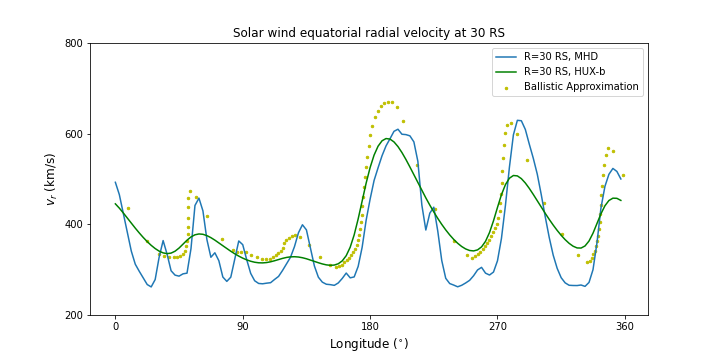 Solar wind equatorial radial velocity at 30 RS
800
600
400
200
v_r (km/s)
R=30 RS, MHD
R=30 RS, HUX-b
Ballistic Approximation
0
90
180
270
360
Longitude (°)